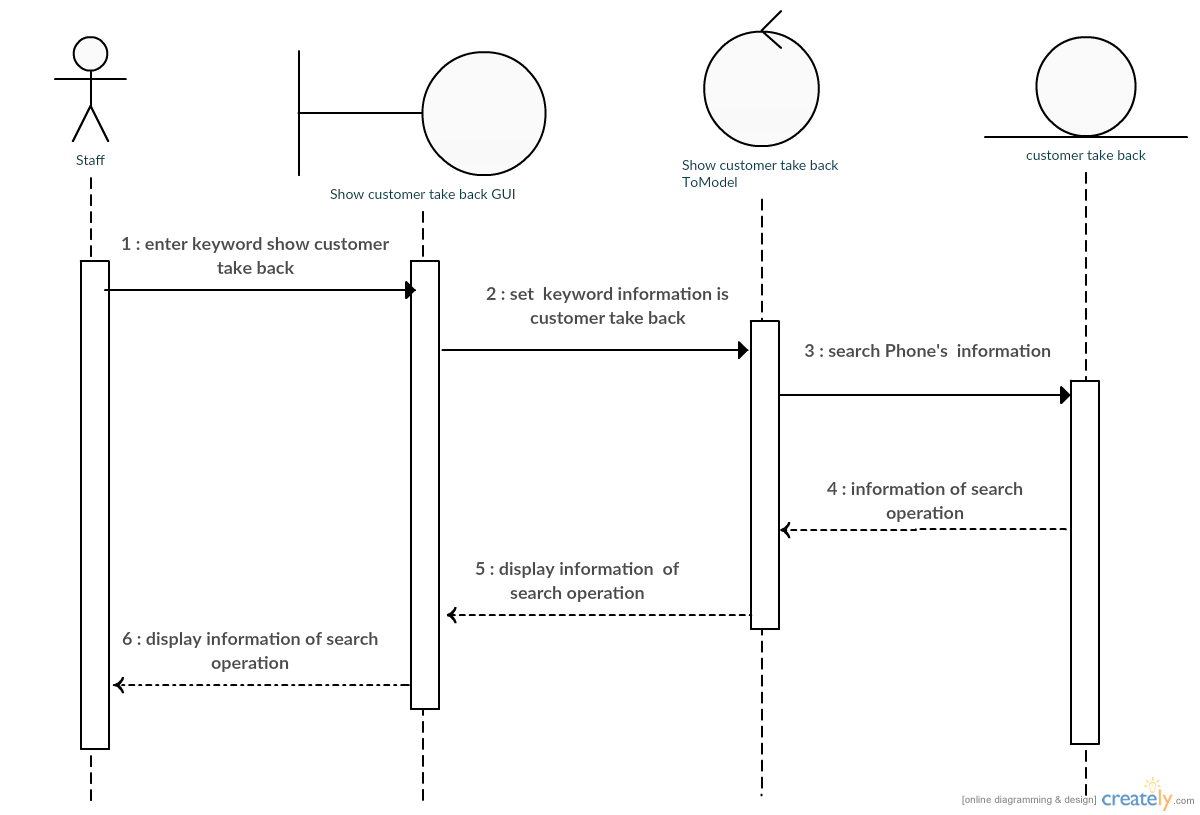 Staff
Show customer take back GUI
Show customer take back
ToModel
customer take back
1 : enter keyword show customer
take back
2 : set  keyword information is
customer take back
3 : search Phone's  information
4 : information of search
operation
5 : display information  of
search operation
6 : display information of search
operation
[online diagramming & design] creately.com